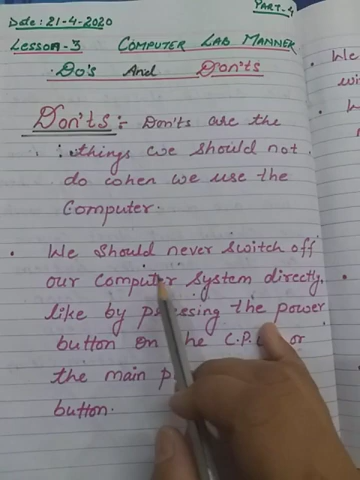 PART-4
Date: 21-4-2020
Lesson-3 Computer Lab Manner
Do's And Don'ts
Don'ts:- Don'ts are the
things we should not
do when we use the
Computer.
We should never switch off
our computer system directly.
like by pressing the power
button on the C.P.U or
the main
button.
We